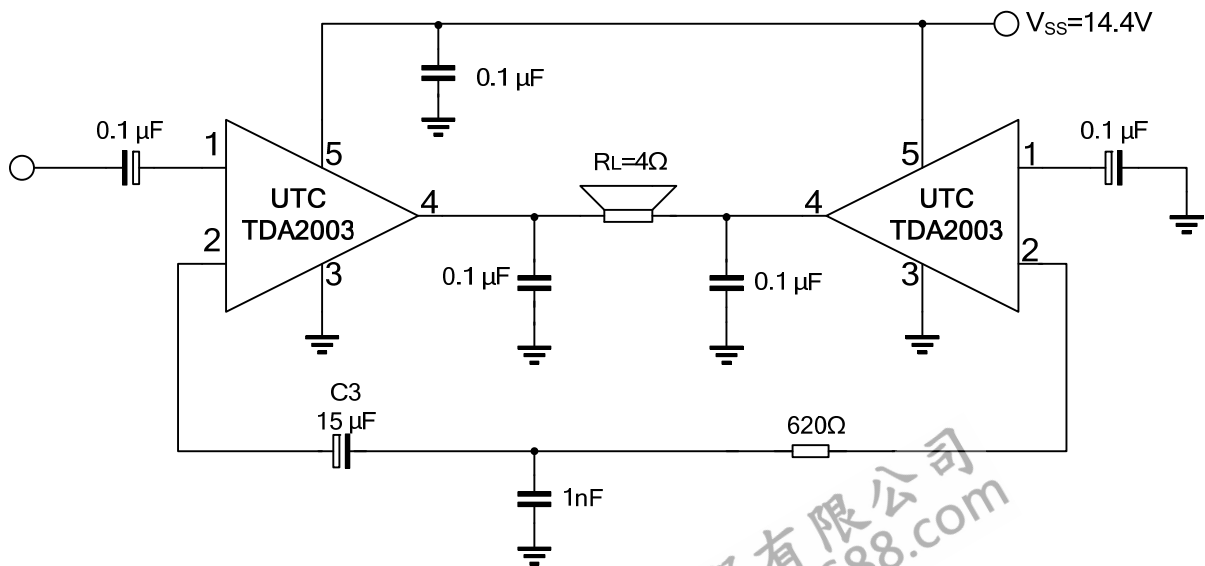 VSS=14.4V
0.1 µF
0.1 µF
1
5
UTC
TDA2003
2
3
4
RL=4Ω
0.1 µF
0.1 µF
4
5
UTC
TDA2003
1
2
3
0.1 µF
C3
15 µF
1nF
620Ω
有限公司
88.com